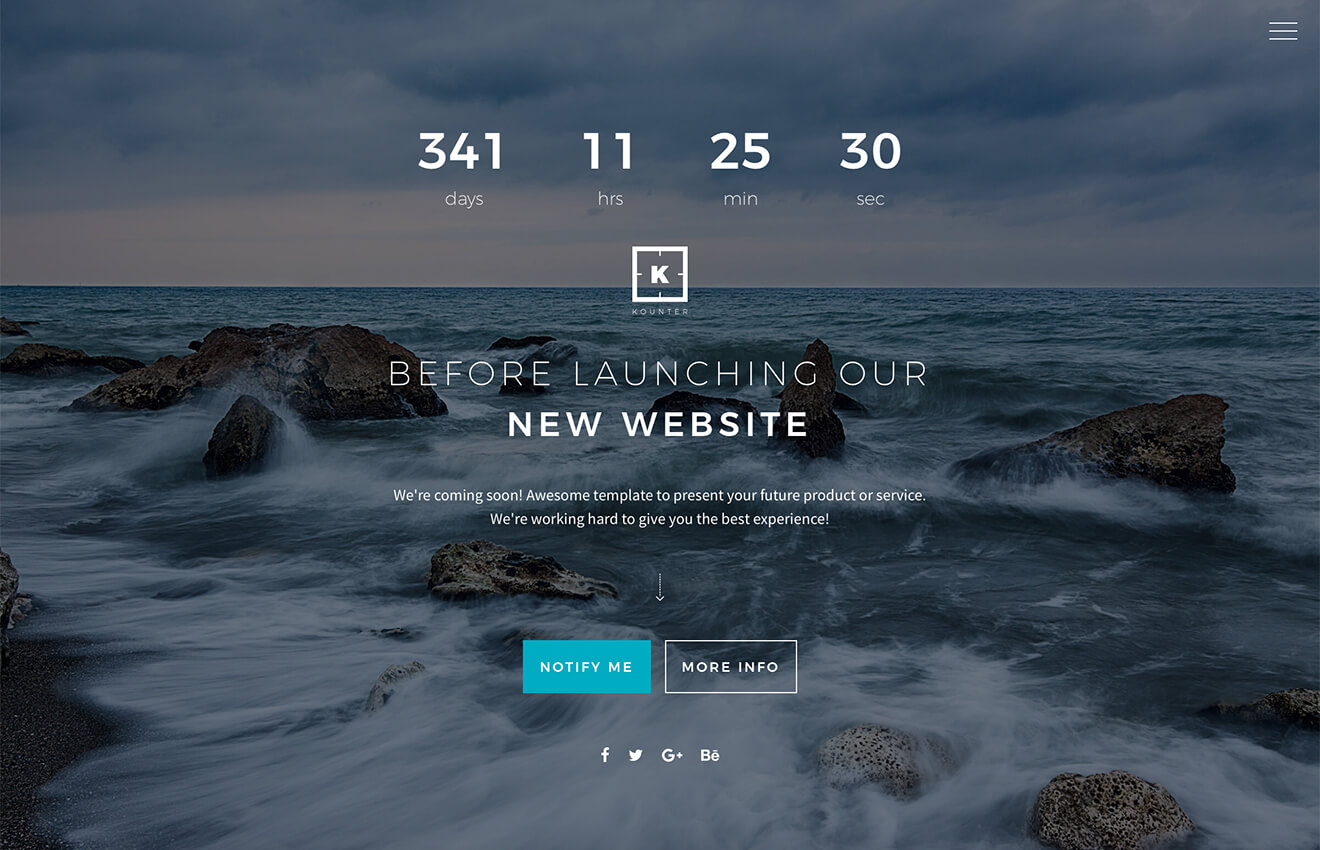 341 11 25 30
days hrs min sec
K
KOUNTER
BEFORE LAUNCHING OUR
NEW WEBSITE
We're coming soon! Awesome template to present your future product or service.
We're working hard to give you the best experience!
NOTIFY ME MORE INFO
f G+ Bē